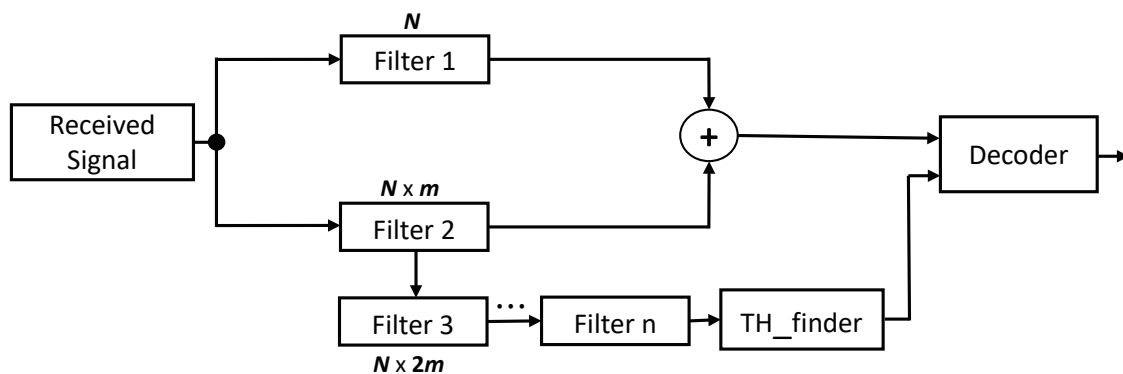 N
Filter 1
Received
Signal
+
Decoder
N x m
Filter 2
Filter 3
...
Filter n
TH_finder
N x 2m